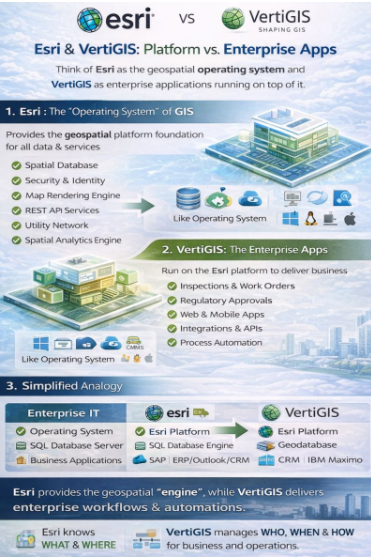 esri vs VertiGIS
SHAPING GIS
Esri & VertiGIS: Platform vs. Enterprise Apps
Think of Esri as the geospatial operating system and
VertiGIS as enterprise applications running on top of it.
1. Esri : The "Operating System" of GIS
Provides the geospatial platform foundation
for all data & services
Spatial Database
Security & Identity
Map Rendering Engine
REST API Services
Utility Network
Spatial Analytics Engine
Like Operating System
2. VertiGIS: The Enterprise Apps
Run on the Esri platform to deliver business
Inspections & Work Orders
Regulatory Approvals
Web & Mobile Apps
Integrations & APIs
Process Automation
CMMS
Like Operating System
3. Simplified Analogy
Enterprise IT
Operating System
SQL Database Server
Business Applications
esri
Esri Platform
SQL Database Engine
SAP | ERP/Outlook/CRM
VertiGIS
Esri Platform
Geodatabase
CRM | IBM Maximo
Esri provides the geospatial "engine", while VertiGIS delivers
enterprise workflows & automations.
Esri knows
WHAT & WHERE
VertiGIS manages WHO, WHEN & HOW
for business and operations.